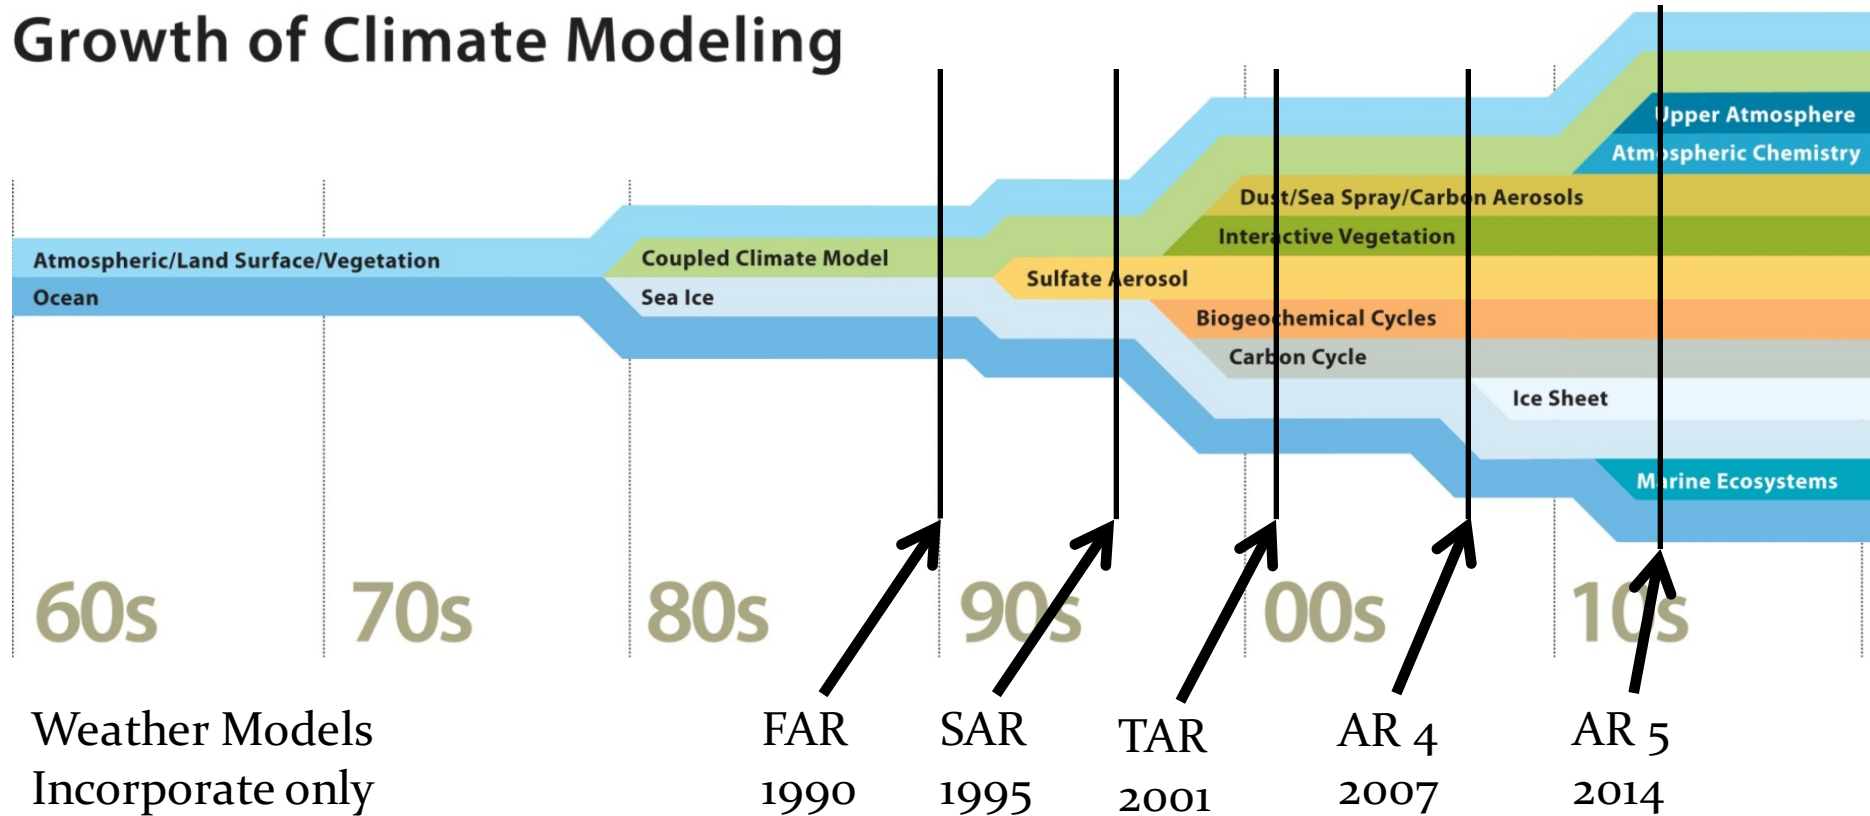 Growth of Climate Modeling
Upper Atmosphere
Atmospheric Chemistry
Dust/Sea Spray/Carbon Aerosols
Interactive Vegetation
Atmospheric/Land Surface/Vegetation
Coupled Climate Model
Sulfate Aerosol
Ocean
Sea Ice
Biogeochemical Cycles
Carbon Cycle
Ice Sheet
Marine Ecosystems
60s
70s
80s
90s
00s
10s
Weather Models
Incorporate only
FAR
1990
SAR
1995
TAR
2001
AR 4
2007
AR 5
2014